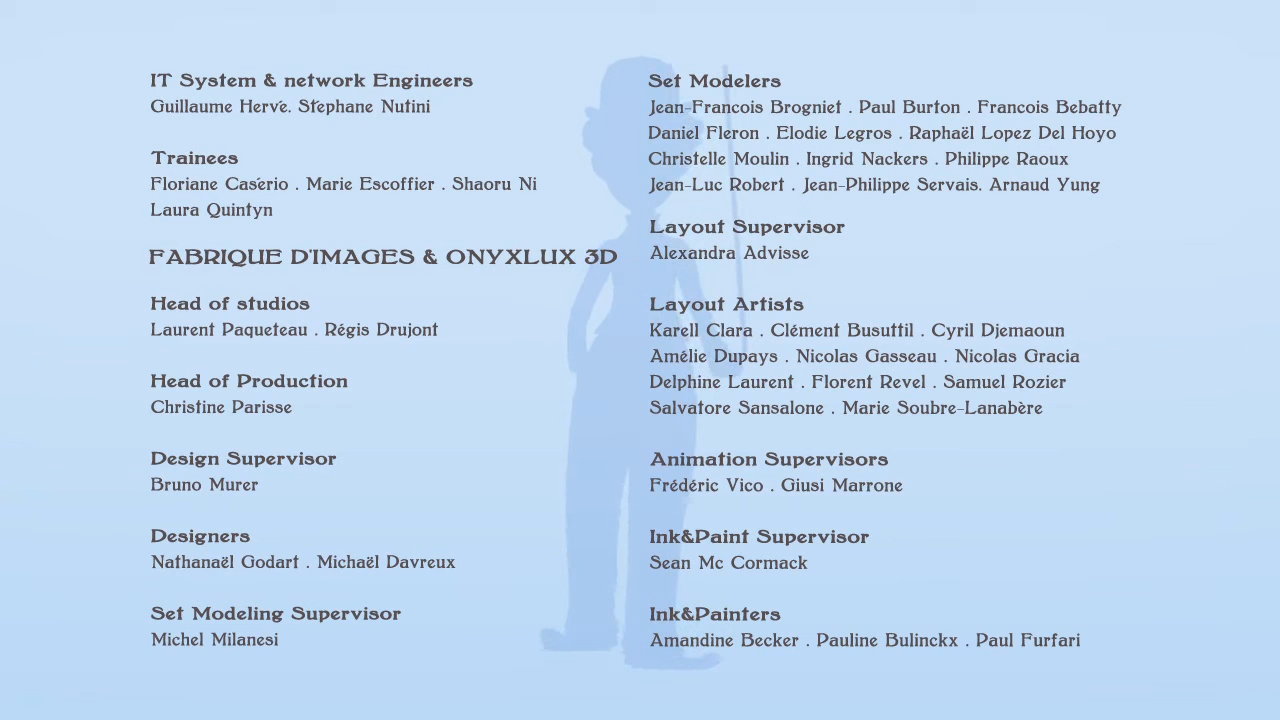 IT System & network Engineers
Guillaume Hervé. Stéphane Nutini
Trainees
Floriane Casério . Marie Escoffier . Shaoru Ni
Laura Quintyn
FABRIQUE D'IMAGES & ONYXLUX 3D
Head of studios
Laurent Paqueteau . Régis Drujont
Head of Production
Christine Parisse
Design Supervisor
Bruno Murer
Designers
Nathanaël Godart . Michaël Davreux
Set Modeling Supervisor
Michel Milanesi
Set Modelers
Jean-Francois Brogniet . Paul Burton . Francois Bebatty
Daniel Fleron . Elodie Legros . Raphaël Lopez Del Hoyo
Christelle Moulin . Ingrid Nackers . Philippe Raoux
Jean-Luc Robert . Jean-Philippe Servais. Arnaud Yung
Layout Supervisor
Alexandra Advisse
Layout Artists
Karell Clara . Clément Busuttil . Cyril Djemaoun
Amélie Dupays . Nicolas Gasseau . Nicolas Gracia
Delphine Laurent . Florent Revel . Samuel Rozier
Salvatore Sansalone . Marie Soubre-Lanabère
Animation Supervisors
Frédéric Vico . Giusi Marrone
Ink&Paint Supervisor
Sean Mc Cormack
Ink&Painters
Amandine Becker . Pauline Bulinckx . Paul Furfari